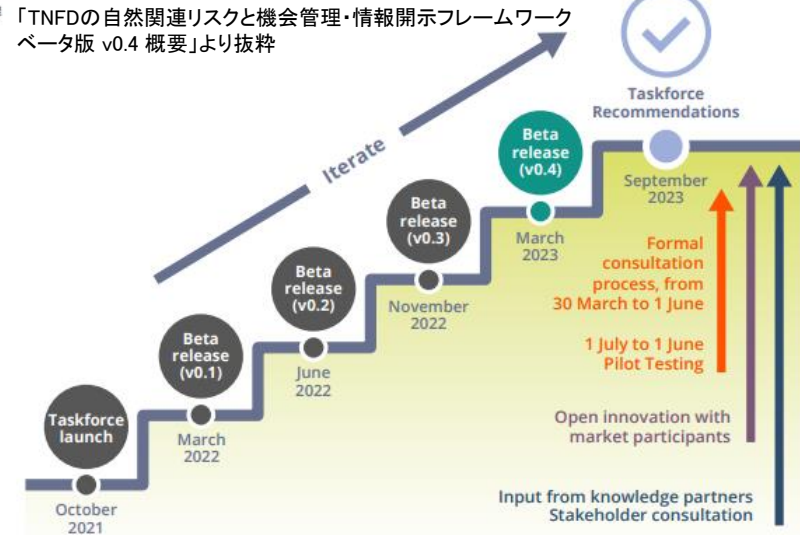 「TNFDの自然関連リスクと機会管理・情報開示フレームワーク
ベータ版 v0.4 概要」より抜粋
Taskforce
Recommendations
Iterate
Beta
release
(v0.4)
September
2023
Beta
release
(v0.3)
March
2023
Formal
consultation
process, from
30 March to 1 June
Beta
release
(v0.2)
November
2022
1 July to 1 June
Pilot Testing
Beta
release
(v0.1)
June
2022
Taskforce
launch
March
2022
Open innovation with
market participants
October
2021
Input from knowledge partners
Stakeholder consultation